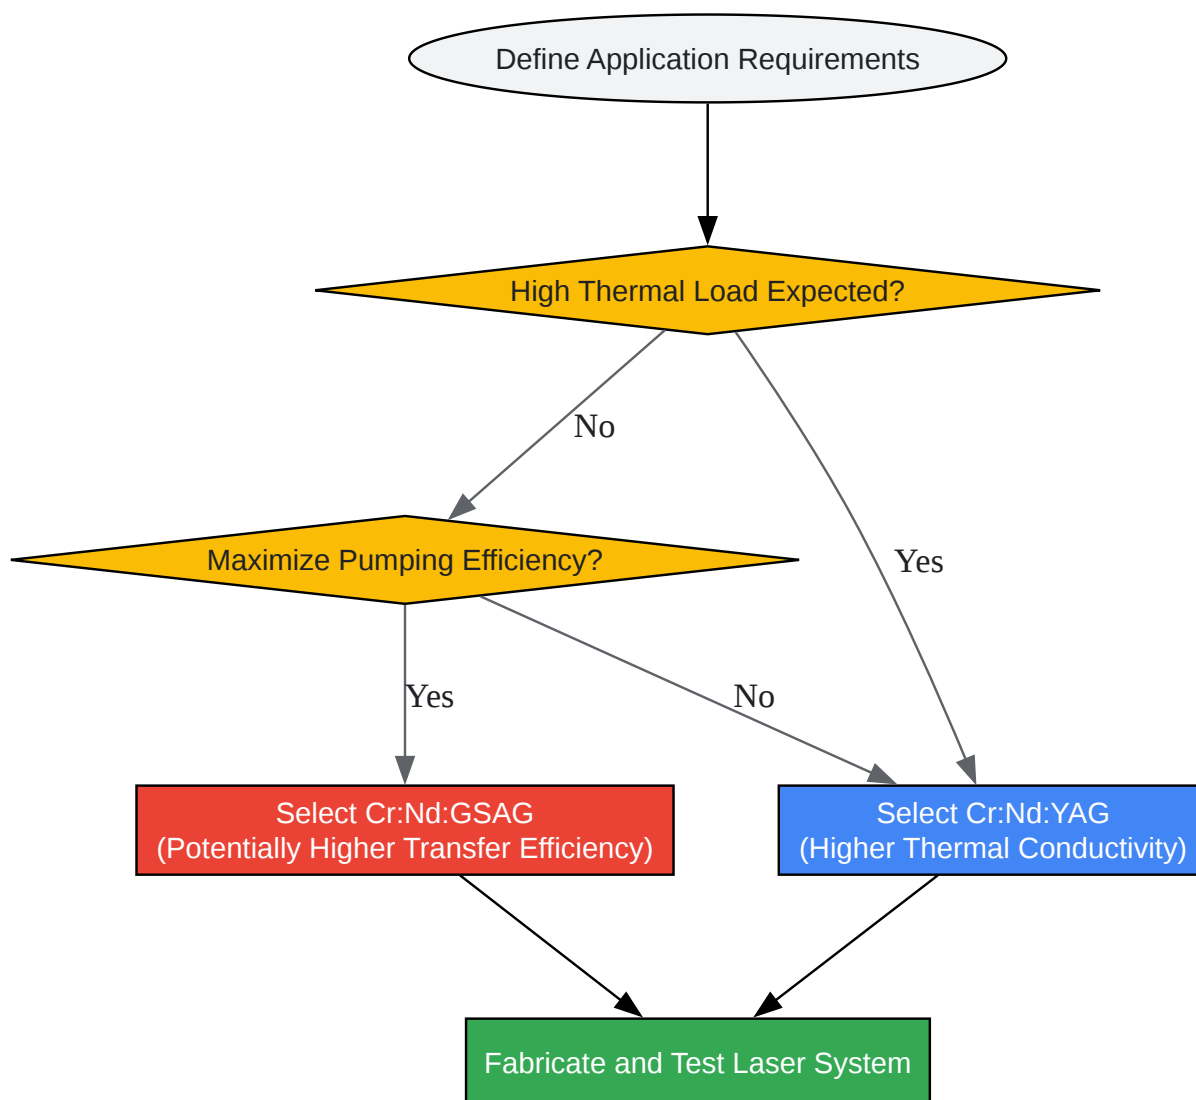 Define Application Requirements
High Thermal Load Expected?
No
Maximize Pumping Efficiency?
Yes
Yes
No
Select Cr:Nd:GSAG
(Potentially Higher Transfer Efficiency)
Select Cr:Nd:YAG
(Higher Thermal Conductivity)
Fabricate and Test Laser System